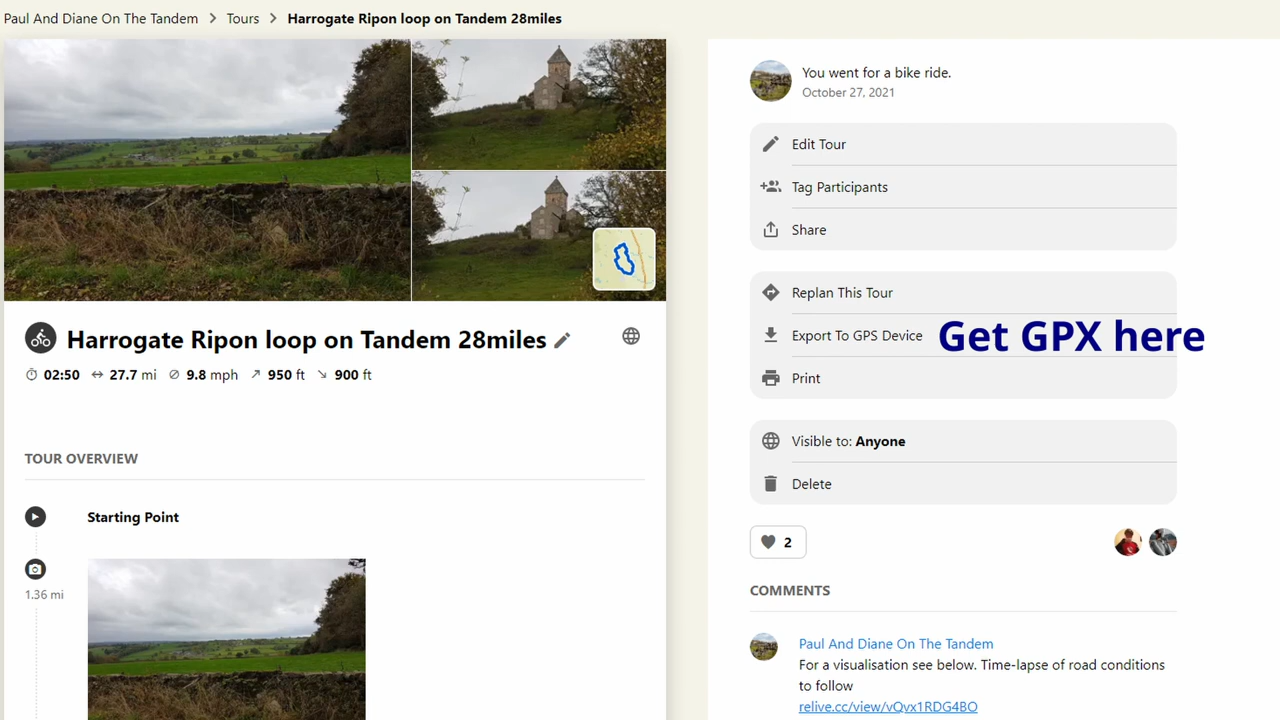 Paul And Diane On The Tandem > Tours > Harrogate Ripon loop on Tandem 28miles
Harrogate Ripon loop on Tandem 28miles
02:50 27.7 mi 9.8 mph 950 ft 900 ft
TOUR OVERVIEW
Starting Point
1.36 mi
You went for a bike ride.
October 27, 2021
Edit Tour
Tag Participants
Share
Replan This Tour
Export To GPS Device
Get GPX here
Print
Visible to: Anyone
Delete
2
COMMENTS
Paul And Diane On The Tandem
For a visualisation see below. Time-lapse of road conditions
to follow
relive.cc/view/vQvx1RDG4BO